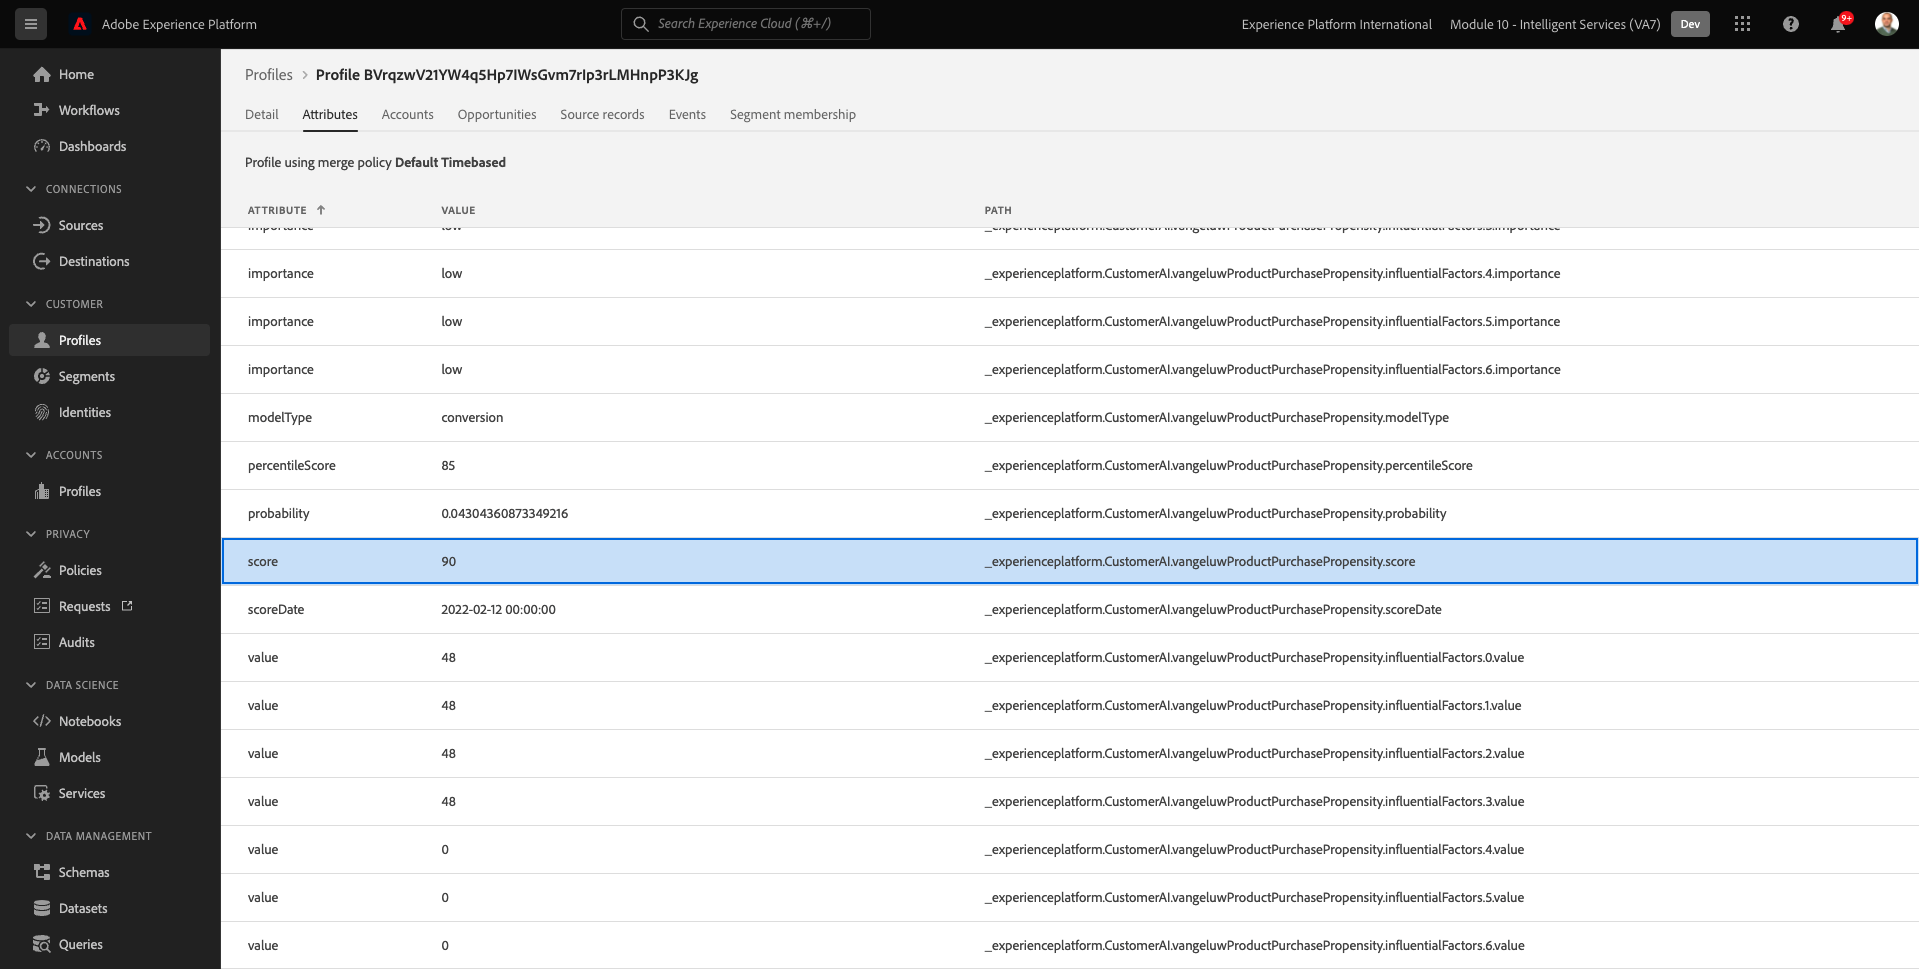 Adobe Experience Platform
Search Experience Cloud (⌘+/)
Experience Platform International
Module 10 - Intelligent Services (VA7)
Dev
9+
Home
Workflows
Dashboards
CONNECTIONS
Sources
Destinations
CUSTOMER
Profiles
Segments
Identities
ACCOUNTS
Profiles
PRIVACY
Policies
Requests
Audits
DATA SCIENCE
Notebooks
Models
Services
DATA MANAGEMENT
Schemas
Datasets
Queries
Profiles > Profile BVrqzwV21YW4q5Hp7IWsGvm7rIp3rLMHnpP3KJg
Detail Attributes Accounts Opportunities Source records Events Segment membership
Profile using merge policy Default Timebased
ATTRIBUTE ↑ VALUE PATH
importance low _experienceplatform.CustomerAI.vangeluwProductPurchasePropensity.influentialFactors.3.importance
importance low _experienceplatform.CustomerAI.vangeluwProductPurchasePropensity.influentialFactors.4.importance
importance low _experienceplatform.CustomerAI.vangeluwProductPurchasePropensity.influentialFactors.5.importance
importance low _experienceplatform.CustomerAI.vangeluwProductPurchasePropensity.influentialFactors.6.importance
modelType conversion _experienceplatform.CustomerAI.vangeluwProductPurchasePropensity.modelType
percentileScore 85 _experienceplatform.CustomerAI.vangeluwProductPurchasePropensity.percentileScore
probability 0.04304360873349216 _experienceplatform.CustomerAI.vangeluwProductPurchasePropensity.probability
score 90 _experienceplatform.CustomerAI.vangeluwProductPurchasePropensity.score
scoreDate 2022-02-12 00:00:00 _experienceplatform.CustomerAI.vangeluwProductPurchasePropensity.scoreDate
value 48 _experienceplatform.CustomerAI.vangeluwProductPurchasePropensity.influentialFactors.0.value
value 48 _experienceplatform.CustomerAI.vangeluwProductPurchasePropensity.influentialFactors.1.value
value 48 _experienceplatform.CustomerAI.vangeluwProductPurchasePropensity.influentialFactors.2.value
value 48 _experienceplatform.CustomerAI.vangeluwProductPurchasePropensity.influentialFactors.3.value
value 0 _experienceplatform.CustomerAI.vangeluwProductPurchasePropensity.influentialFactors.4.value
value 0 _experienceplatform.CustomerAI.vangeluwProductPurchasePropensity.influentialFactors.5.value
value 0 _experienceplatform.CustomerAI.vangeluwProductPurchasePropensity.influentialFactors.6.value